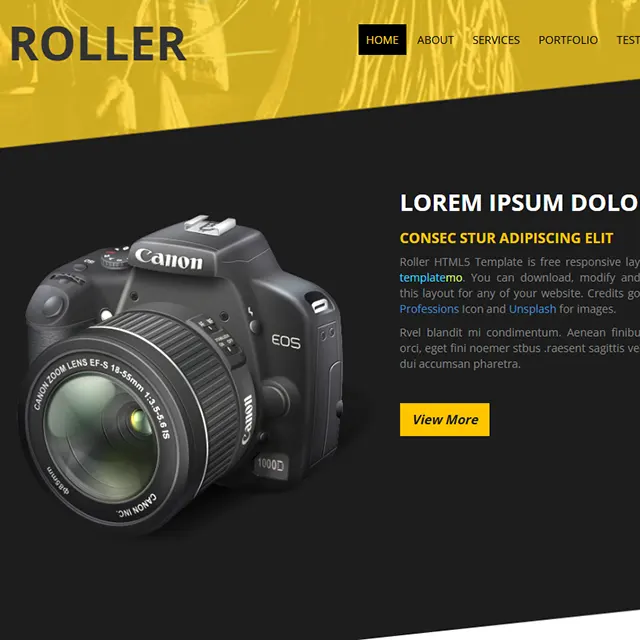 ROLLER
HOME ABOUT SERVICES PORTFOLIO TEST
LOREM IPSUM DOLO
CONSEC STUR ADIPISCING ELIT
Roller HTML5 Template is free responsive lay
templatemo. You can download, modify and
this layout for any of your website. Credits go
Professions Icon and Unsplash for images.
Rvel blandit mi condimentum. Aenean finibu
orci, eget fini noemer stbus .raesent sagittis ve
dui accumsan pharetra.
View More
Canon
EOS
CANON ZOOM LENS EF-S 18-55mm 1:3.5-5.6 IS
Canon
1000D
CANON INC.